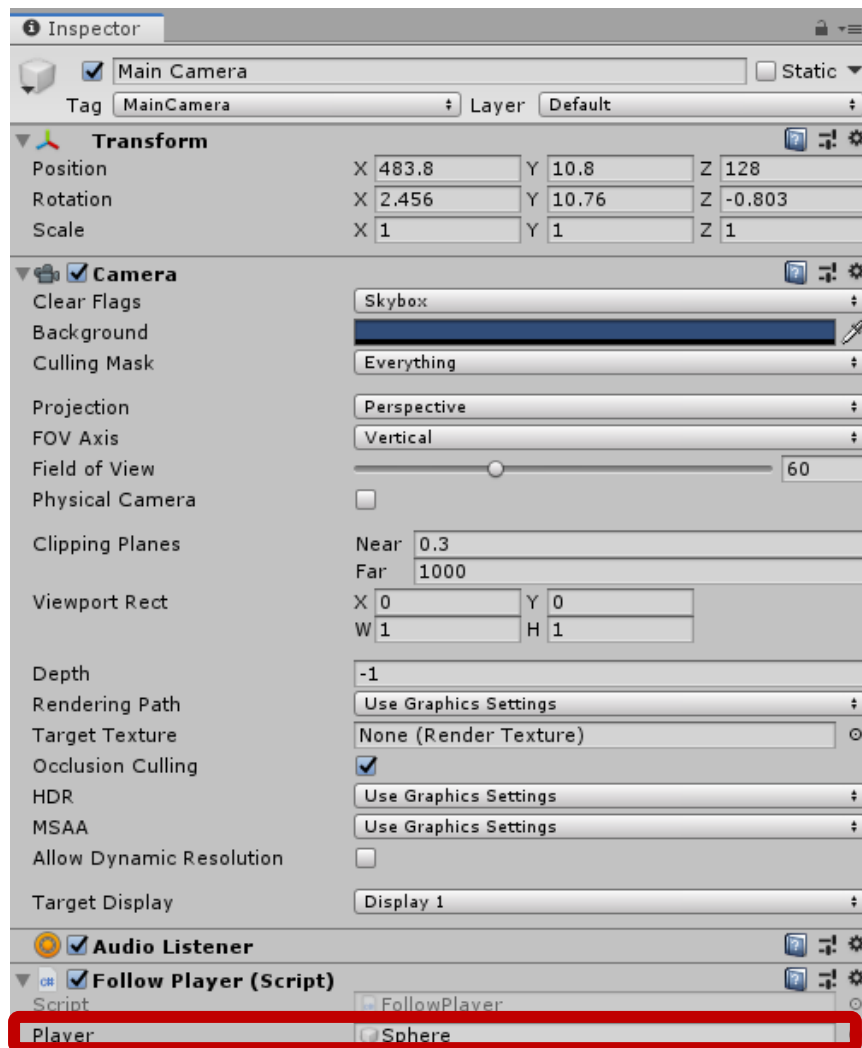 Inspector
Main Camera Static
Tag MainCamera Layer Default
Transform
Position X 483.8 Y 10.8 Z 128
Rotation X 2.456 Y 10.76 Z -0.803
Scale X 1 Y 1 Z 1
Camera
Clear Flags Skybox
Background
Culling Mask Everything
Projection Perspective
FOV Axis Vertical
Field of View 60
Physical Camera
Clipping Planes Near 0.3
Far 1000
Viewport Rect X 0 Y 0
W 1 H 1
Depth -1
Rendering Path Use Graphics Settings
Target Texture None (Render Texture)
Occlusion Culling
HDR Use Graphics Settings
MSAA Use Graphics Settings
Allow Dynamic Resolution
Target Display Display 1
Audio Listener
c# Follow Player (Script)
Script FollowPlayer
Player Sphere